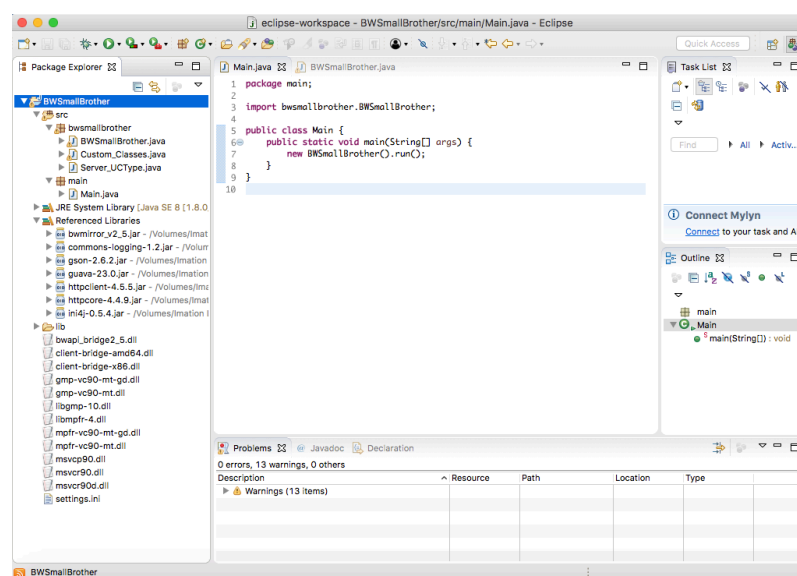 eclipse-workspace - BWSmallBrother/src/main/Main.java - Eclipse
Quick Access
Package Explorer
BWSmallBrother
src
bwsmallbrother
BWSmallBrother.java
Custom_Classes.java
Server_UCType.java
main
Main.java
JRE System Library [Java SE 8 [1.8.0
Referenced Libraries
bwmirror_v2_5.jar - /Volumes/Imat
commons-logging-1.2.jar - /Volum
gson-2.6.2.jar - /Volumes/Imation
guava-23.0.jar - /Volumes/Imation
httpclient-4.5.5.jar - /Volumes/Ima
httpcore-4.4.9.jar - /Volumes/Imat
ini4j-0.5.4.jar - /Volumes/Imation I
lib
bwapi_bridge2_5.dll
client-bridge-amd64.dll
client-bridge-x86.dll
gmp-vc90-mt-gd.dll
gmp-vc90-mt.dll
libgmp-10.dll
libmpfr-4.dll
mpfr-vc90-mt-gd.dll
mpfr-vc90-mt.dll
msvcp90.dll
msvcr90.dll
msvcr90d.dll
settings.ini
Main.java BWSmallBrother.java
1 package main;
2
3 import bwsmallbrother.BWSmallBrother;
4
5 public class Main {
6 public static void main(String[] args) {
7 new BWSmallBrother().run();
8 }
9 }
10
Task List
Find All Activ...
Connect Mylyn
Connect to your task and A
Outline
main
Main
main(String[]) : void
Problems Javadoc Declaration
0 errors, 13 warnings, 0 others
Description Resource Path Location Type
Warnings (13 items)
BWSmallBrother